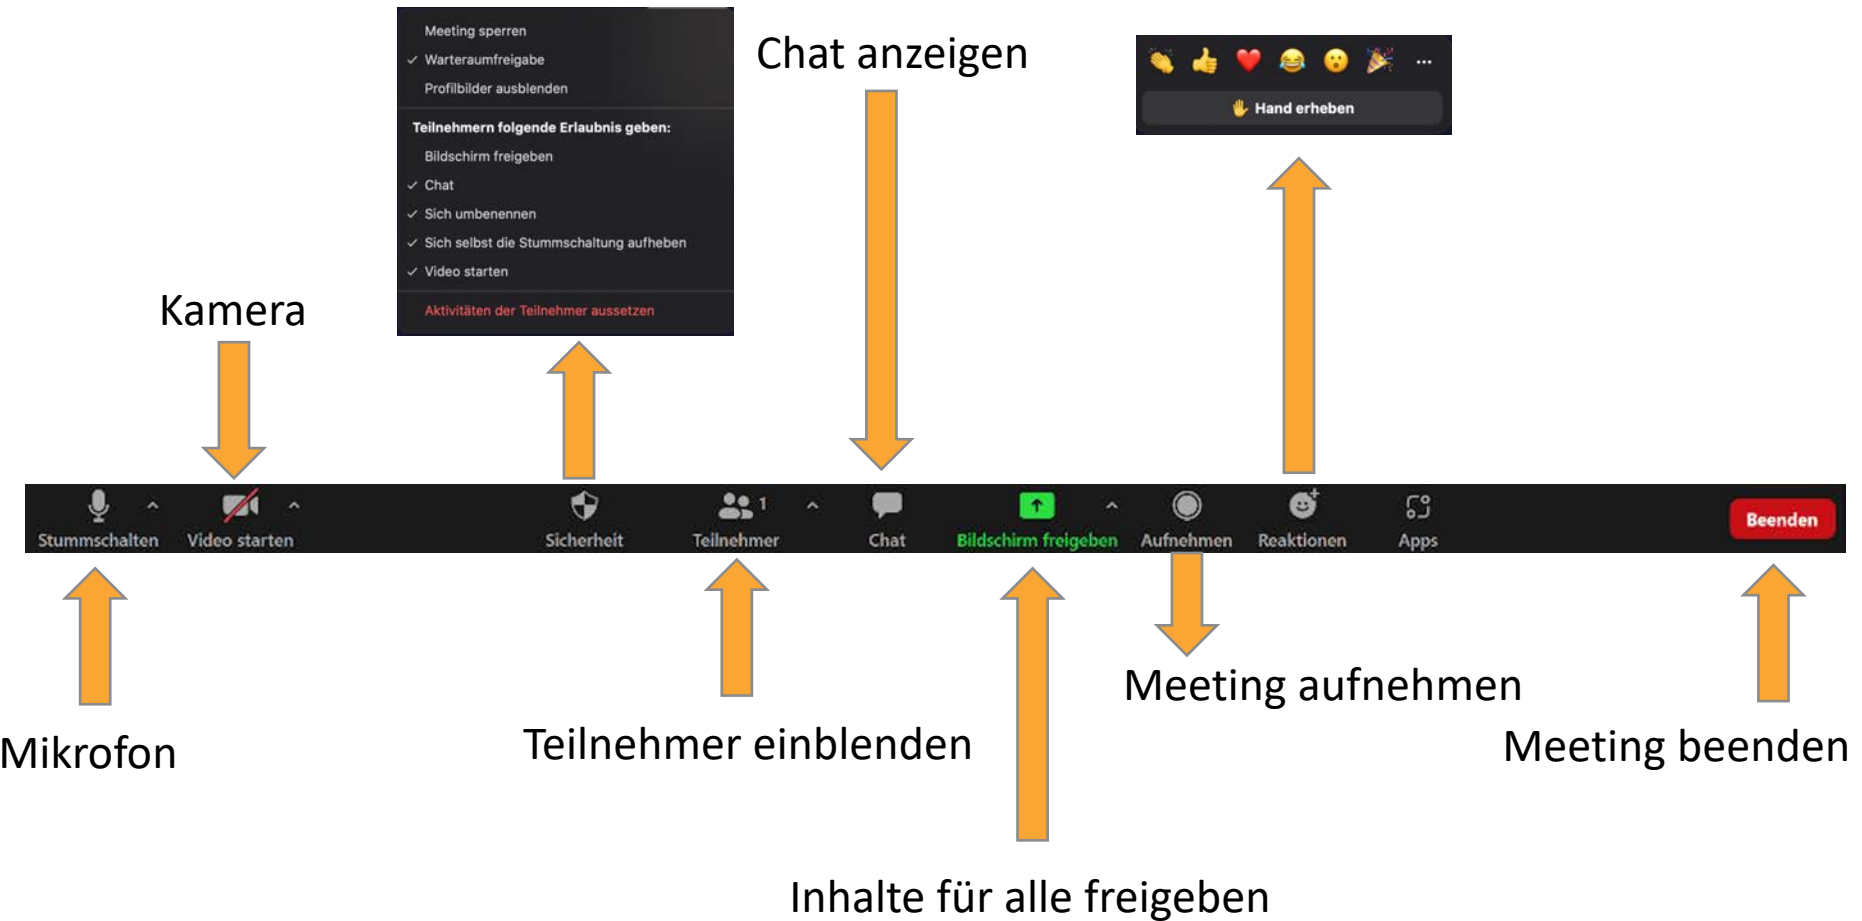 Meeting sperren
✓ Warteraumfreigabe
Profilbilder ausblenden
Teilnehmern folgende Erlaubnis geben:
Bildschirm freigeben
✓ Chat
✓ Sich umbenennen
✓ Sich selbst die Stummschaltung aufheben
✓ Video starten
Aktivitäten der Teilnehmer aussetzen
Chat anzeigen
👏 👍 ❤️ 😂 😮 🎉 ...
✋ Hand erheben
Kamera
1
Stummschalten
Video starten
Sicherheit
Teilnehmer
Chat
Bildschirm freigeben
Aufnehmen
Reaktionen
Apps
Beenden
Mikrofon
Teilnehmer einblenden
Meeting aufnehmen
Meeting beenden
Inhalte für alle freigeben